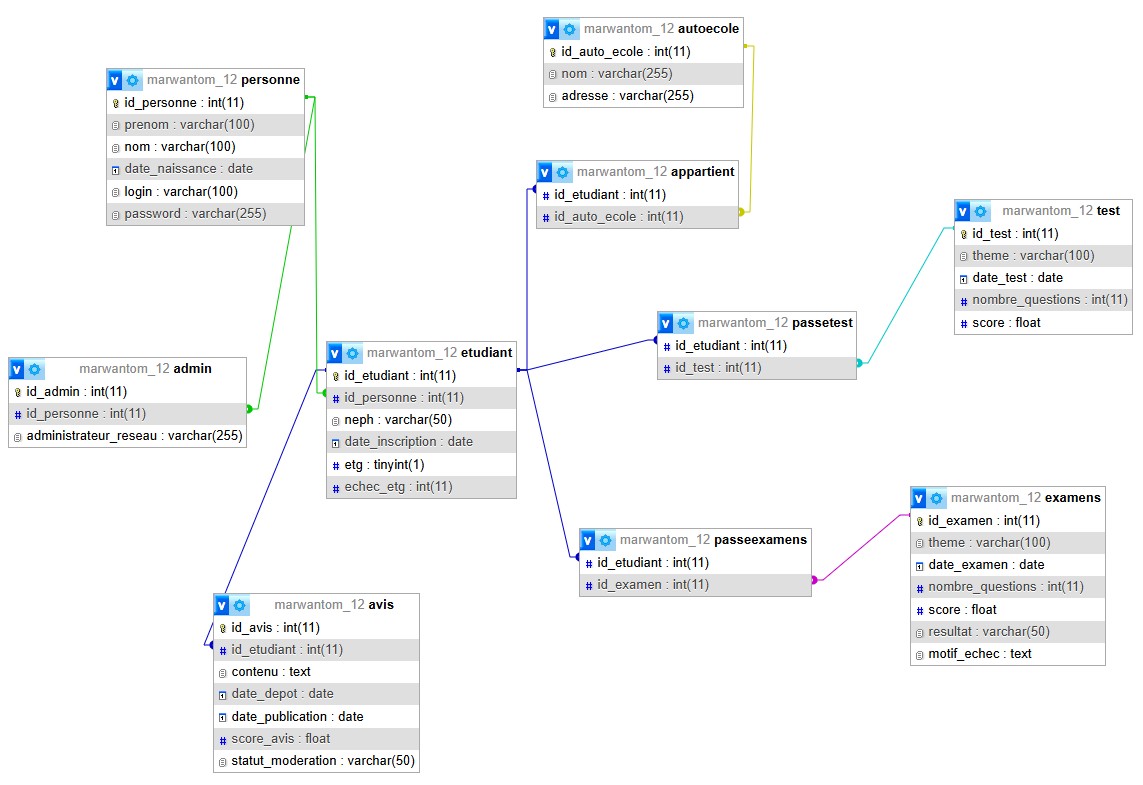 marwantom_12 autoecole
id_auto_ecole : int(11)
nom : varchar(255)
adresse : varchar(255)
marwantom_12 personne
id_personne : int(11)
prenom : varchar(100)
nom : varchar(100)
date_naissance : date
login : varchar(100)
password : varchar(255)
marwantom_12 appartient
id_etudiant : int(11)
id_auto_ecole : int(11)
marwantom_12 test
id_test : int(11)
theme : varchar(100)
date_test : date
nombre_questions : int(11)
score : float
marwantom_12 passetest
id_etudiant : int(11)
id_test : int(11)
marwantom_12 etudiant
id_etudiant : int(11)
id_personne : int(11)
neph : varchar(50)
date_inscription : date
etg : tinyint(1)
echec_etg : int(11)
marwantom_12 admin
id_admin : int(11)
id_personne : int(11)
administrateur_reseau : varchar(255)
marwantom_12 examens
id_examen : int(11)
theme : varchar(100)
date_examen : date
nombre_questions : int(11)
score : float
resultat : varchar(50)
motif_echec : text
marwantom_12 passeexamens
id_etudiant : int(11)
id_examen : int(11)
marwantom_12 avis
id_avis : int(11)
id_etudiant : int(11)
contenu : text
date_depot : date
date_publication : date
score_avis : float
statut_moderation : varchar(50)